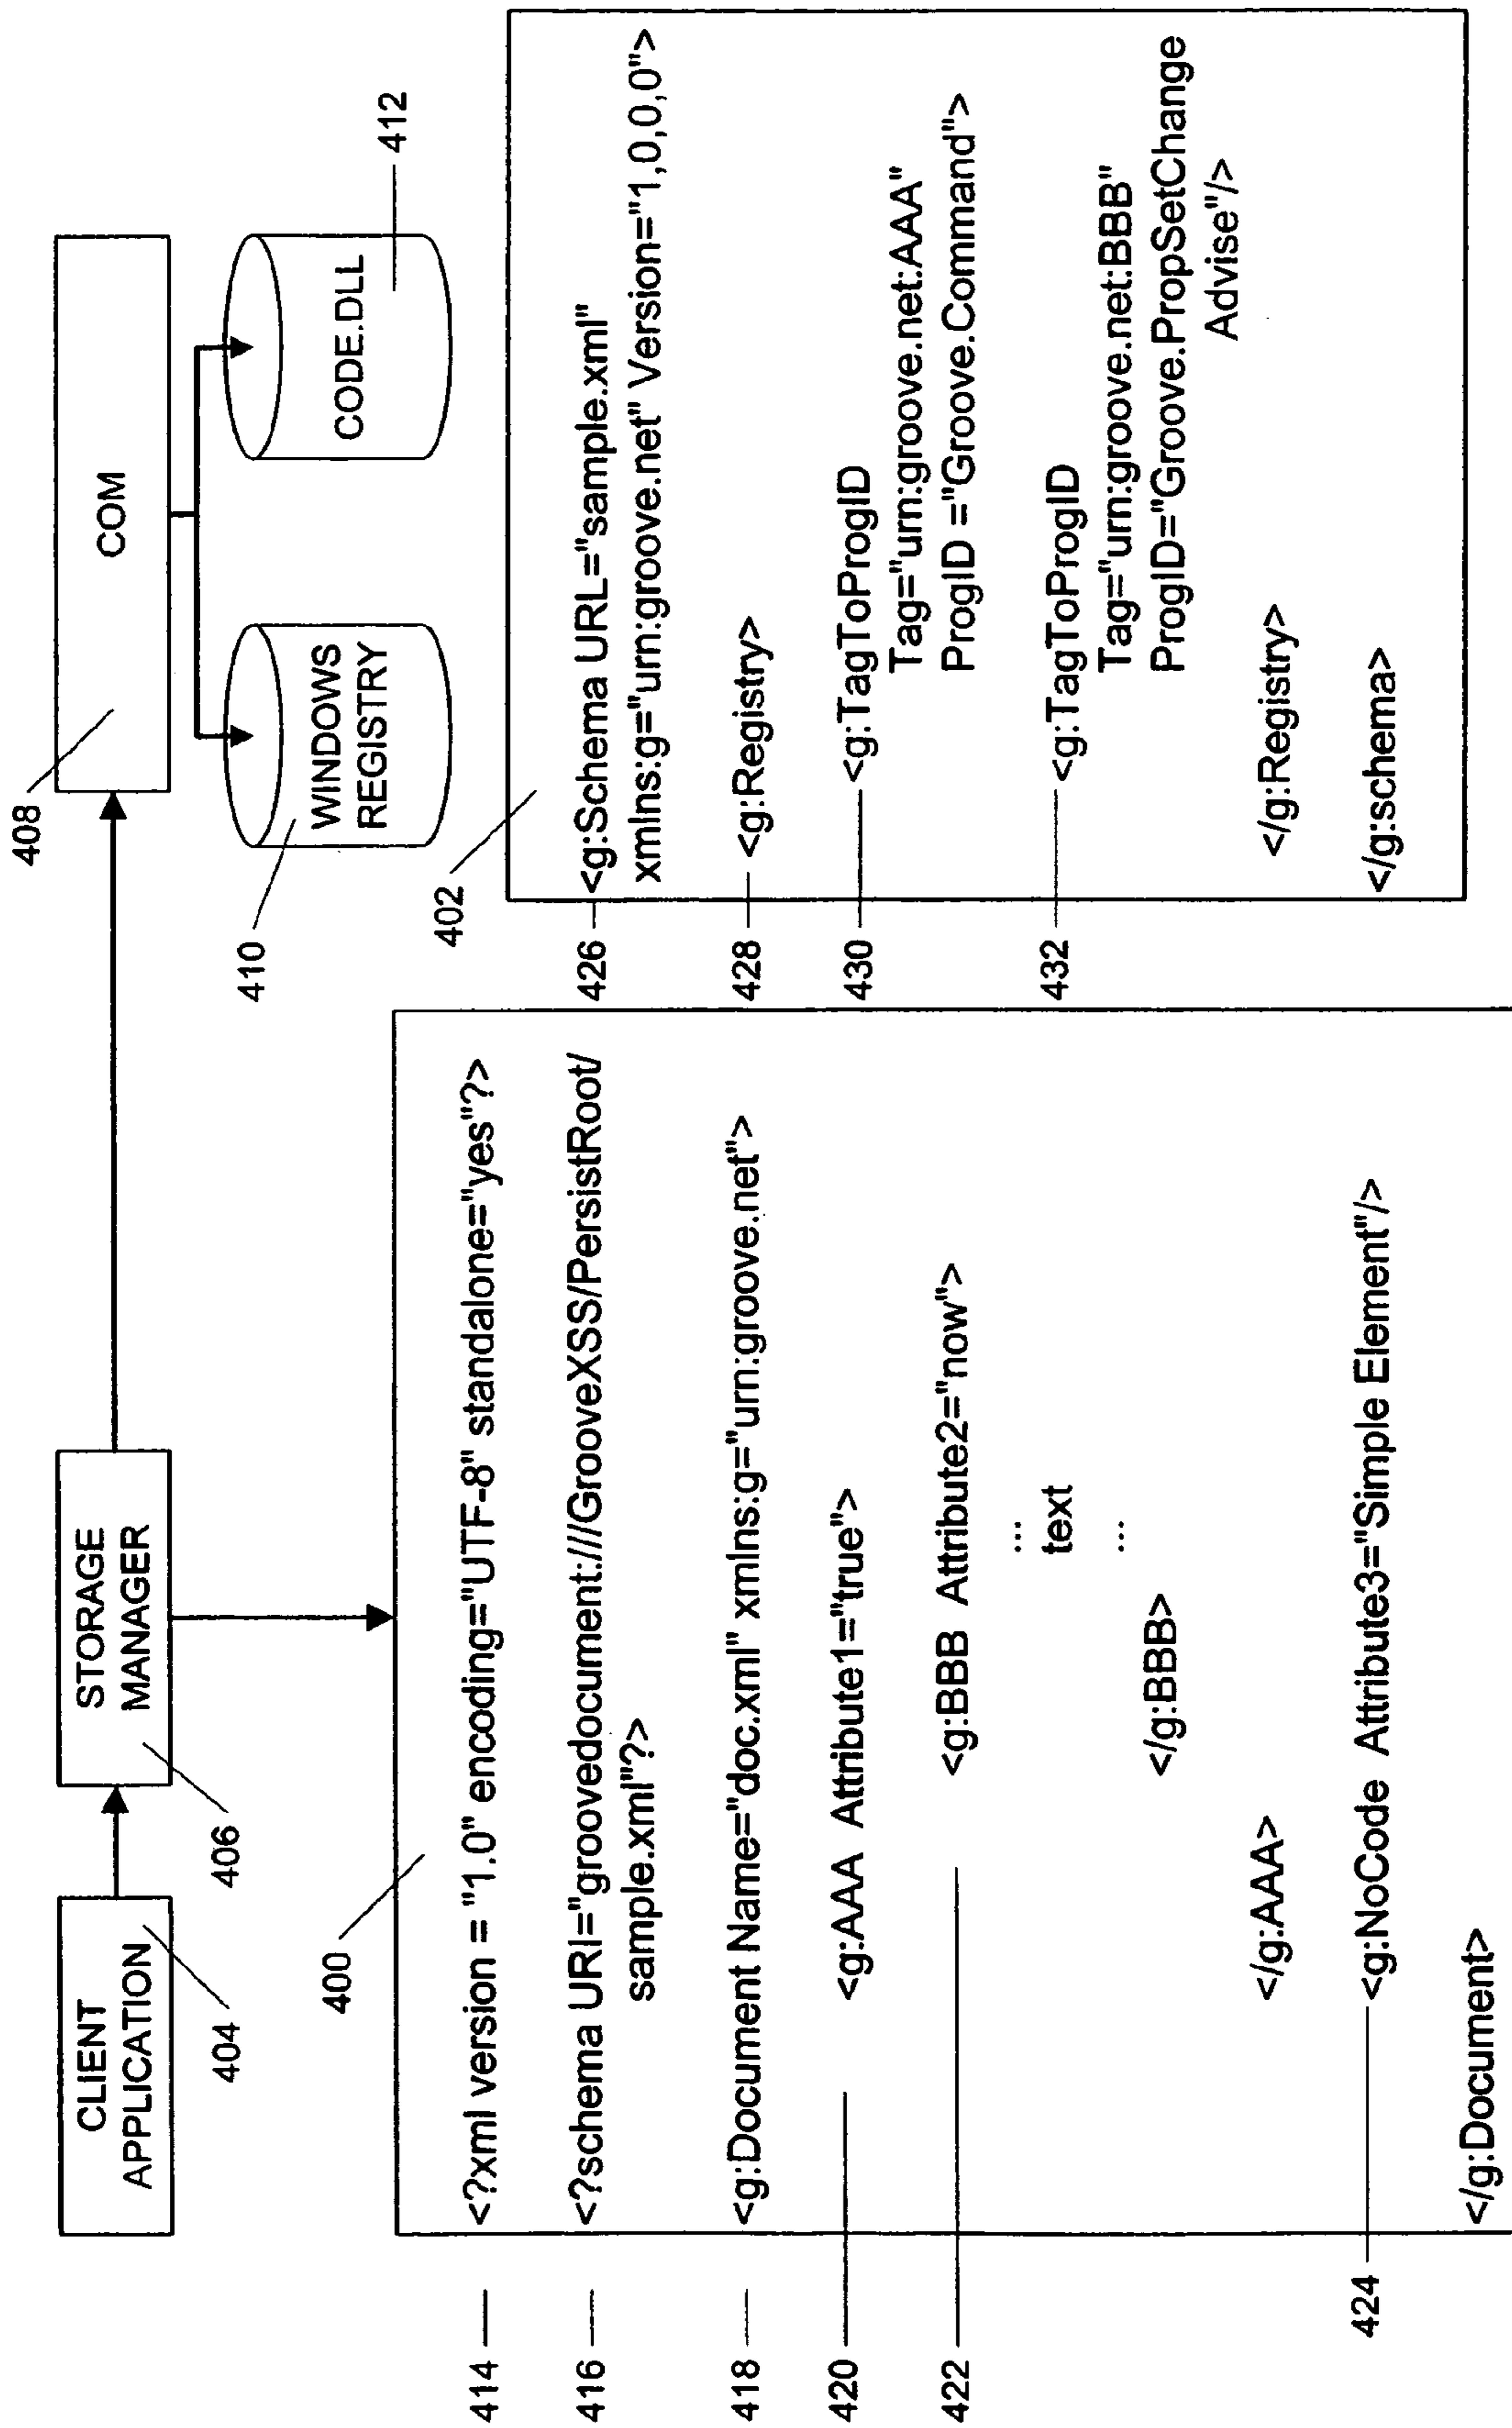 CLIENT
APPLICATION
404
STORAGE
MANAGER
406
408
COM
WINDOWS
REGISTRY
410
CODE.DLL
412
400
414
<?xml version = "1.0" encoding="UTF-8" standalone="yes"?>
416
<?schema URI="groovedocument:///GrooveXSS/PersistRoot/
sample.xml"?>
418
<g:Document Name="doc.xml" xmlns:g="urn:groove.net">
420
<g:AAA Attribute1="true">
422
<g:BBB Attribute2="now">
...
text
...
</g:BBB>
</g:AAA>
424
<g:NoCode Attribute3="Simple Element"/>
</g:Document>
402
426
<g:Schema URL="sample.xml"
xmlns:g="urn:groove.net" Version="1,0,0,0">
428
<g:Registry>
430
<g:TagToProgID
Tag="urn:groove.net:AAA"
ProgID ="Groove.Command">
432
<g:TagToProgID
Tag="urn:groove.net:BBB"
ProgID="Groove.PropSetChange
Advise"/>
</g:Registry>
</g:schema>